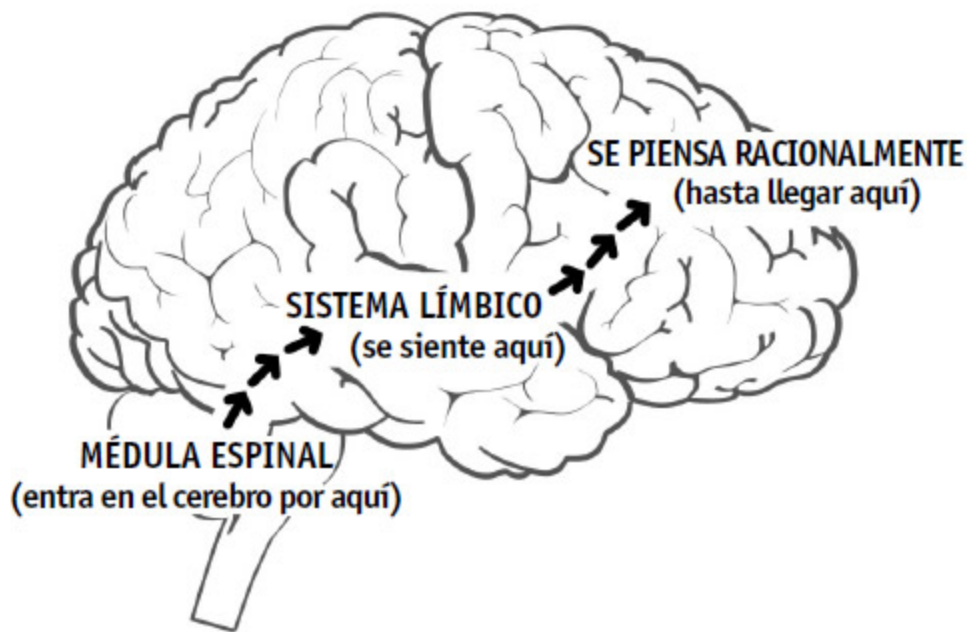 SE PIENSA RACIONALMENTE
(hasta llegar aquí)
SISTEMA LÍMBICO
(se siente aquí)
MÉDULA ESPINAL
(entra en el cerebro por aquí)